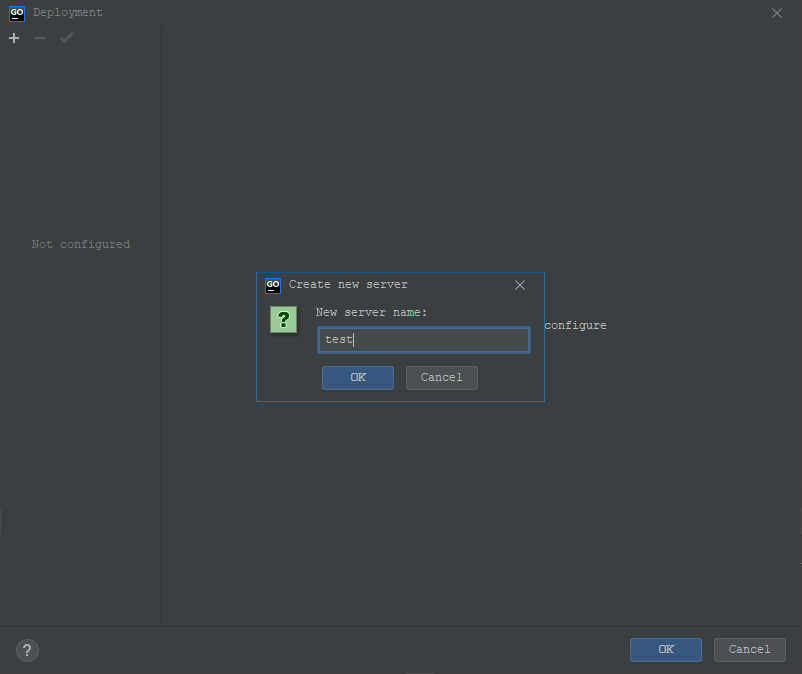 GO Deployment
Not configured
GO Create new server
New server name:
configure
test
OK Cancel
?
OK Cancel